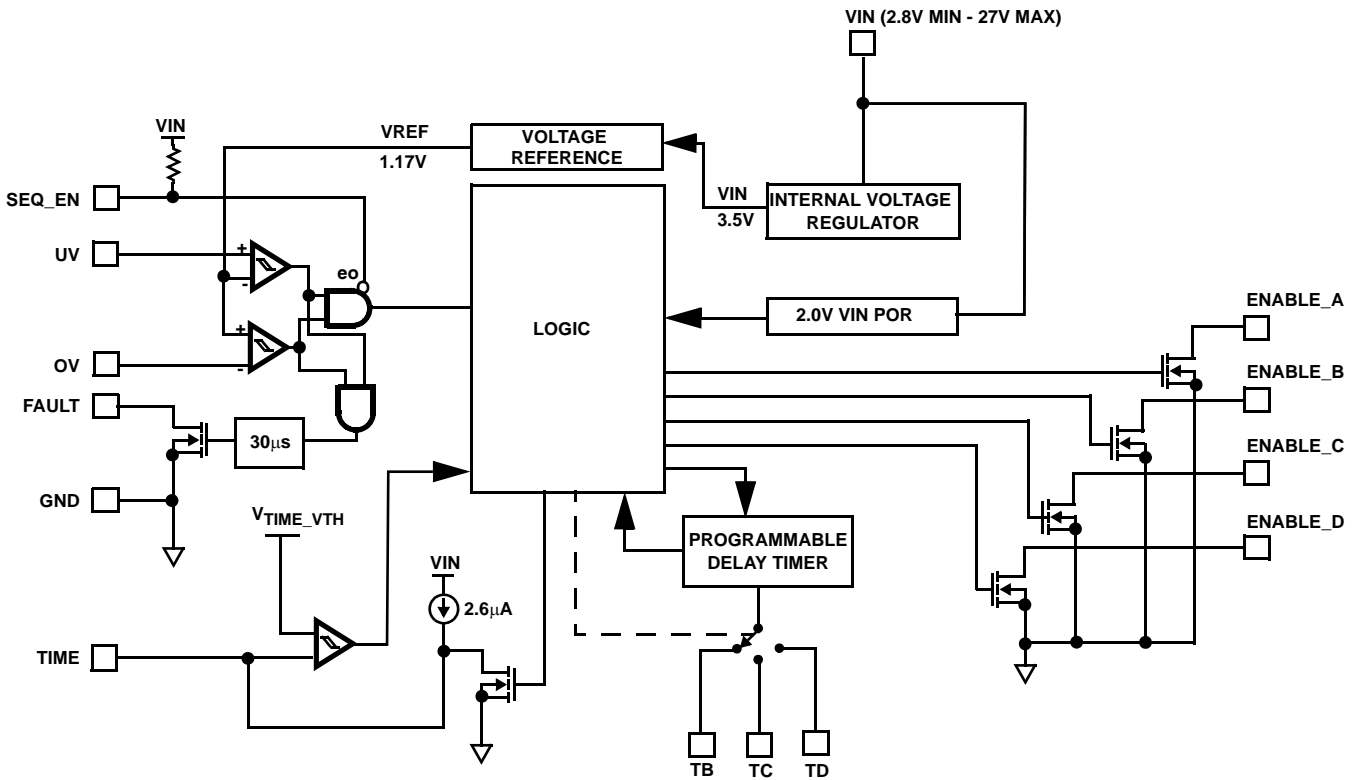 VIN (2.8V MIN - 27V MAX)
VIN
VREF
1.17V
VOLTAGE
REFERENCE
SEQ_EN
VIN
3.5V
INTERNAL VOLTAGE
REGULATOR
UV
+
-
eo
+
-
OV
LOGIC
2.0V VIN POR
ENABLE_A
ENABLE_B
ENABLE_C
ENABLE_D
FAULT
30μs
GND
VTIME_VTH
PROGRAMMABLE
DELAY TIMER
VIN
2.6μA
TIME
TB
TC
TD